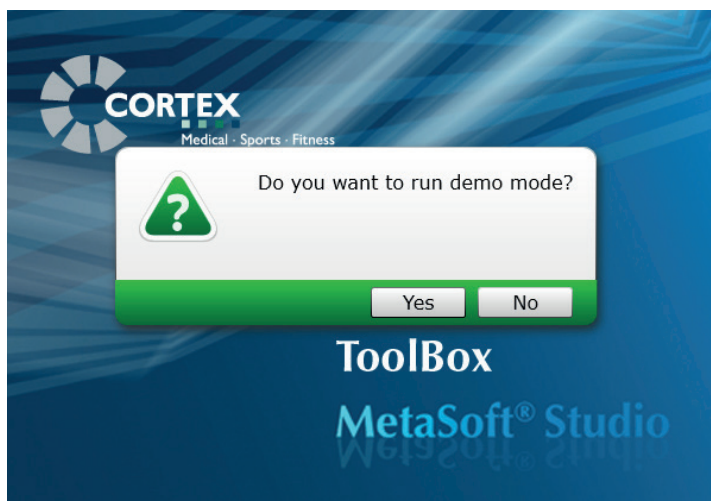 CORTEX
Medical · Sports · Fitness
Do you want to run demo mode?
Yes No
ToolBox
MetaSoft® Studio